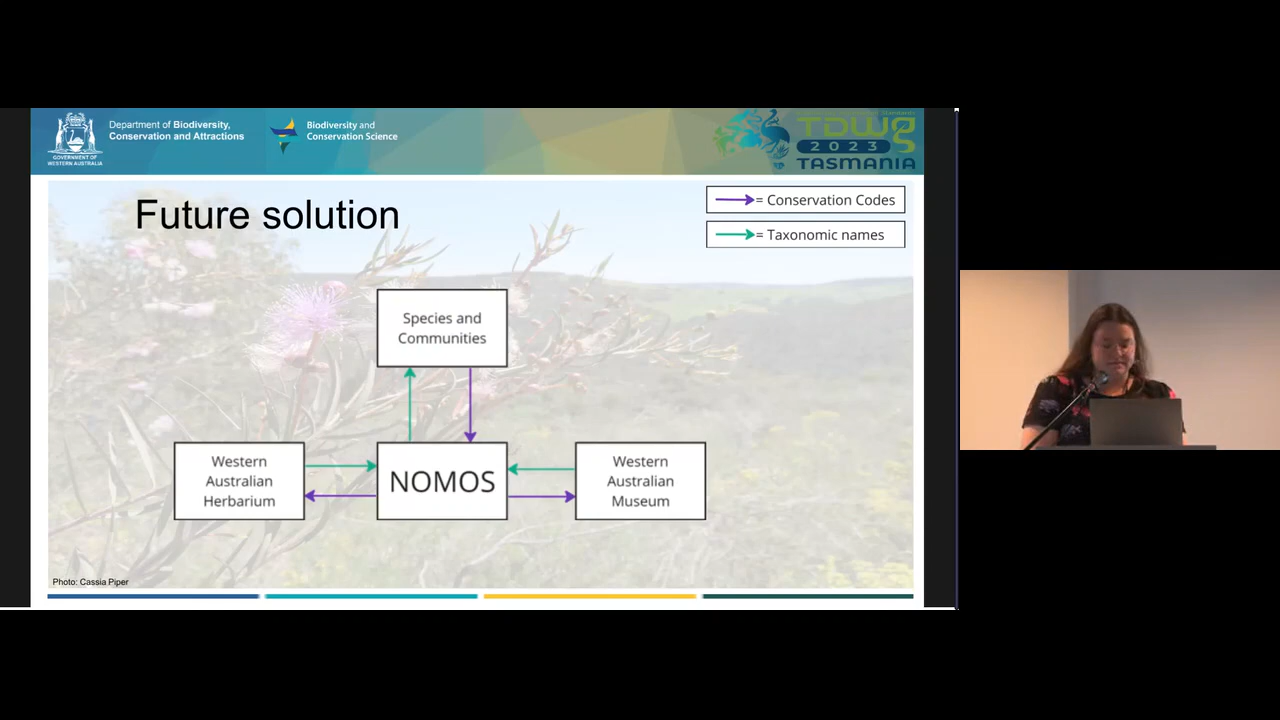 Department of Biodiversity,
Conservation and Attractions
GOVERNMENT OF
WESTERN AUSTRALIA
Biodiversity and
Conservation Science
TDWG
2023
TASMANIA
Future solution
= Conservation Codes
= Taxonomic names
Species and
Communities
Western
Australian
Herbarium
NOMOS
Western
Australian
Museum
Photo: Cassia Piper